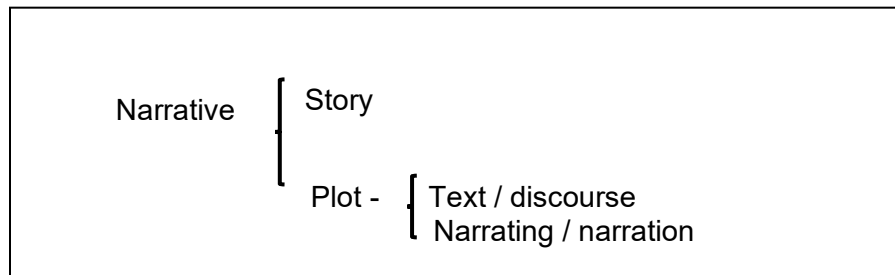 Narrative
Story
Plot -
Text / discourse
Narrating / narration